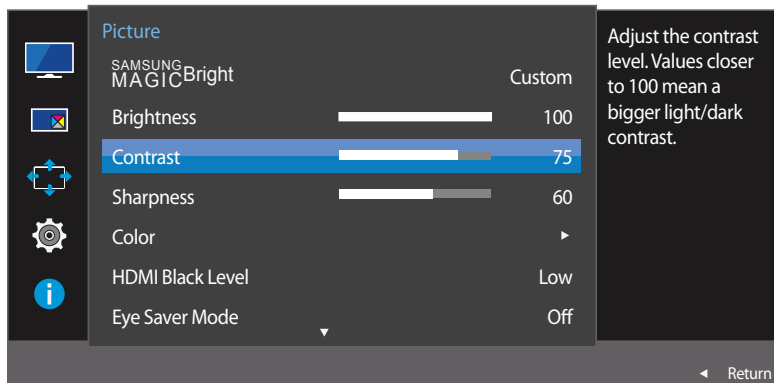 Picture
SAMSUNG
MAGICBright Custom
Brightness 100
Contrast 75
Sharpness 60
Color
HDMI Black Level Low
Eye Saver Mode Off
Adjust the contrast
level. Values closer
to 100 mean a
bigger light/dark
contrast.
Return